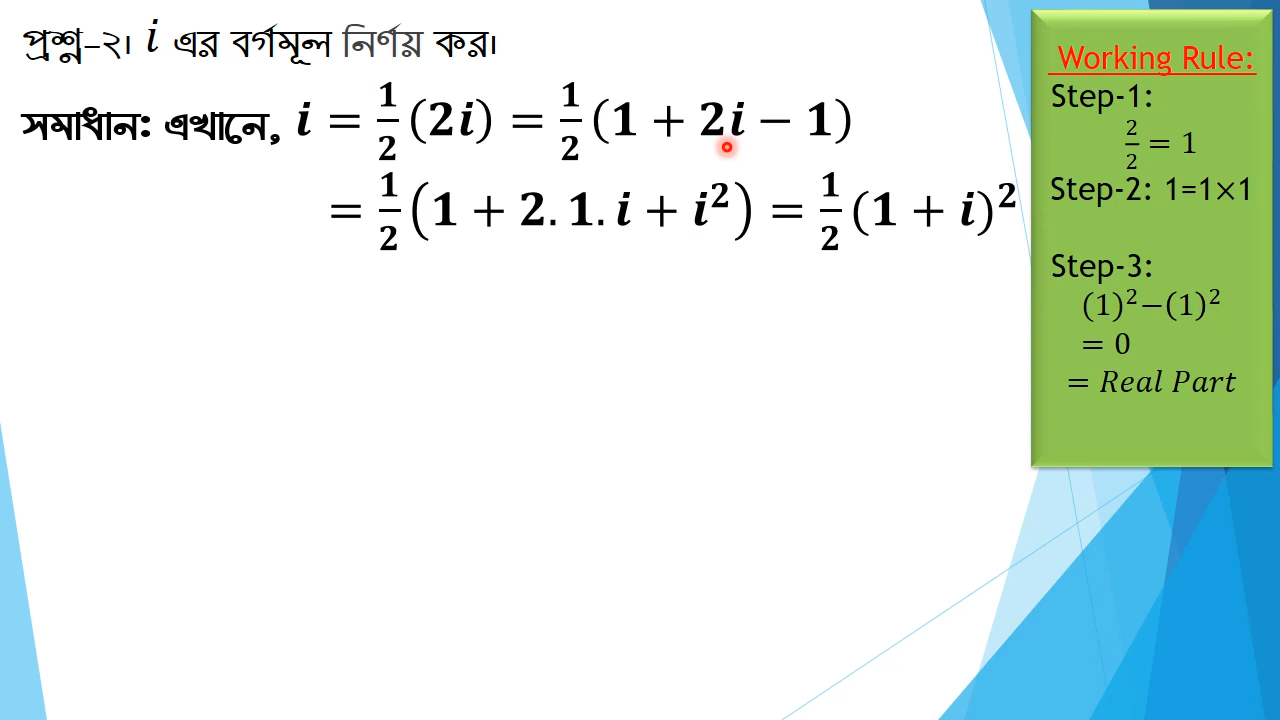 প্রশ্ন–২। i এর বর্গমূল নির্ণয় কর।
সমাধান: এখানে, i = 1/2 (2i) = 1/2 (1 + 2i − 1)
= 1/2 (1 + 2. 1. i + i²) = 1/2 (1 + i)²
Working Rule:
Step-1:
2/2 = 1
Step-2: 1=1×1
Step-3:
(1)²−(1)²
= 0
= Real Part